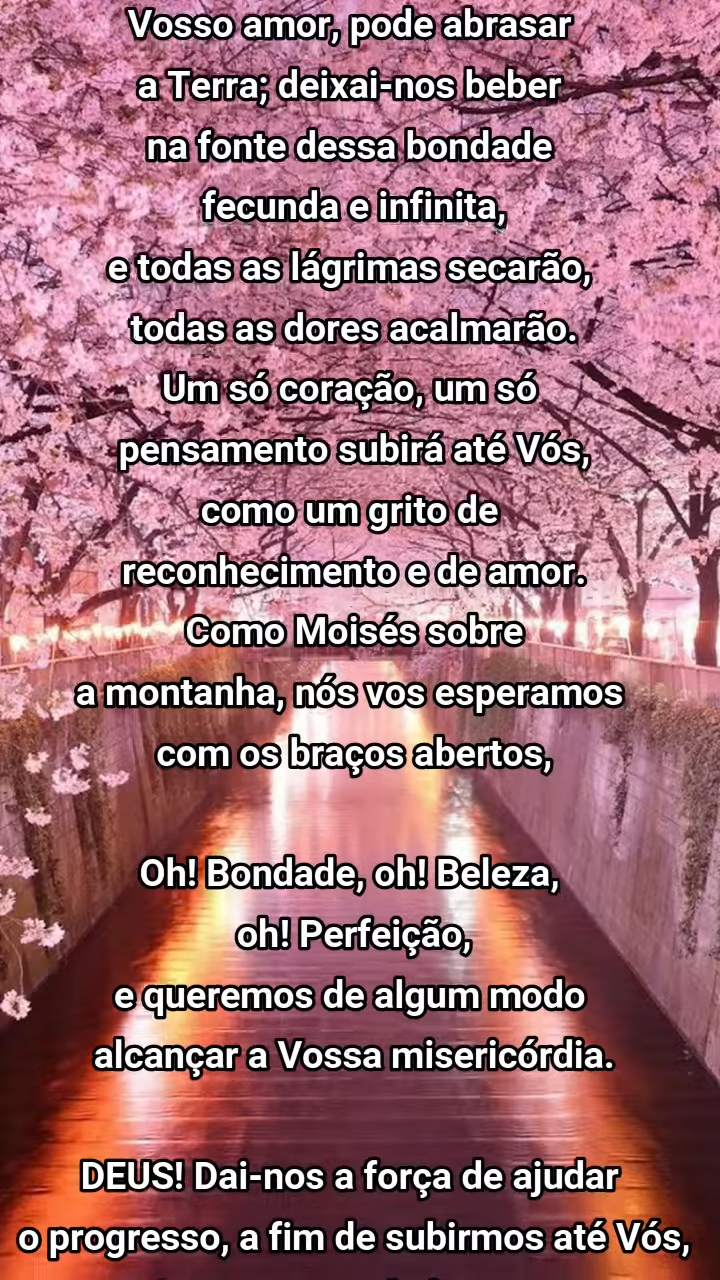 Vosso amor, pode abrasar
a Terra; deixai-nos beber
na fonte dessa bondade
fecunda e infinita,
e todas as lágrimas secarão,
todas as dores acalmarão.
Um só coração, um só
pensamento subirá até Vós,
como um grito de
reconhecimento e de amor.
Como Moisés sobre
a montanha, nós vos esperamos
com os braços abertos,
Oh! Bondade, oh! Beleza,
oh! Perfeição,
e queremos de algum modo
alcançar a Vossa misericórdia.
DEUS! Dai-nos a força de ajudar
o progresso, a fim de subirmos até Vós,